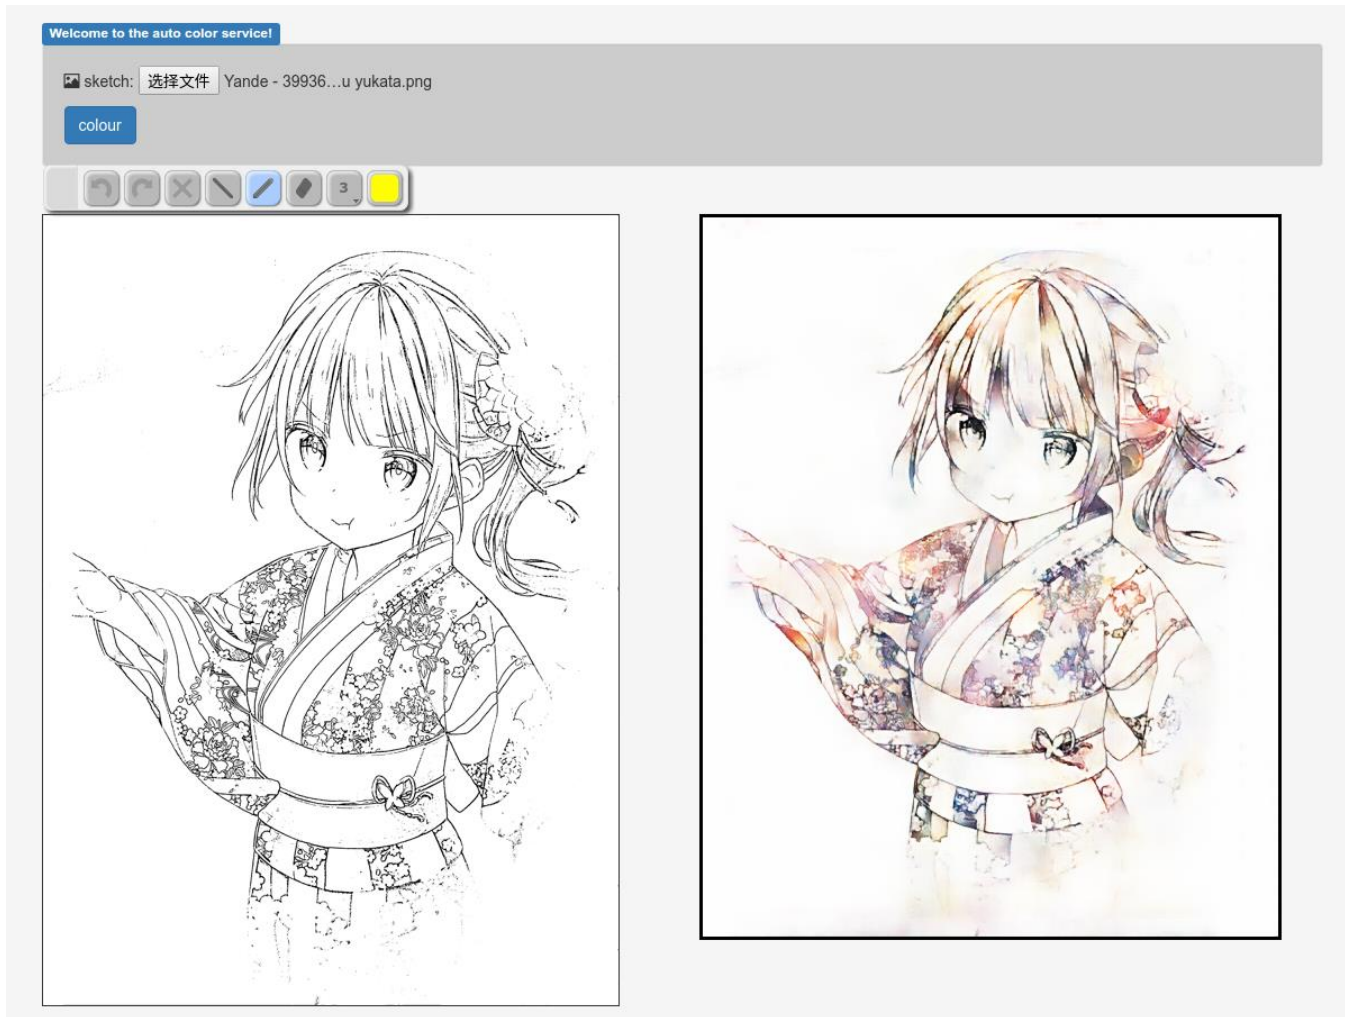 Welcome to the auto color service!
sketch: 选择文件 Yande - 39936…u yukata.png
colour
3